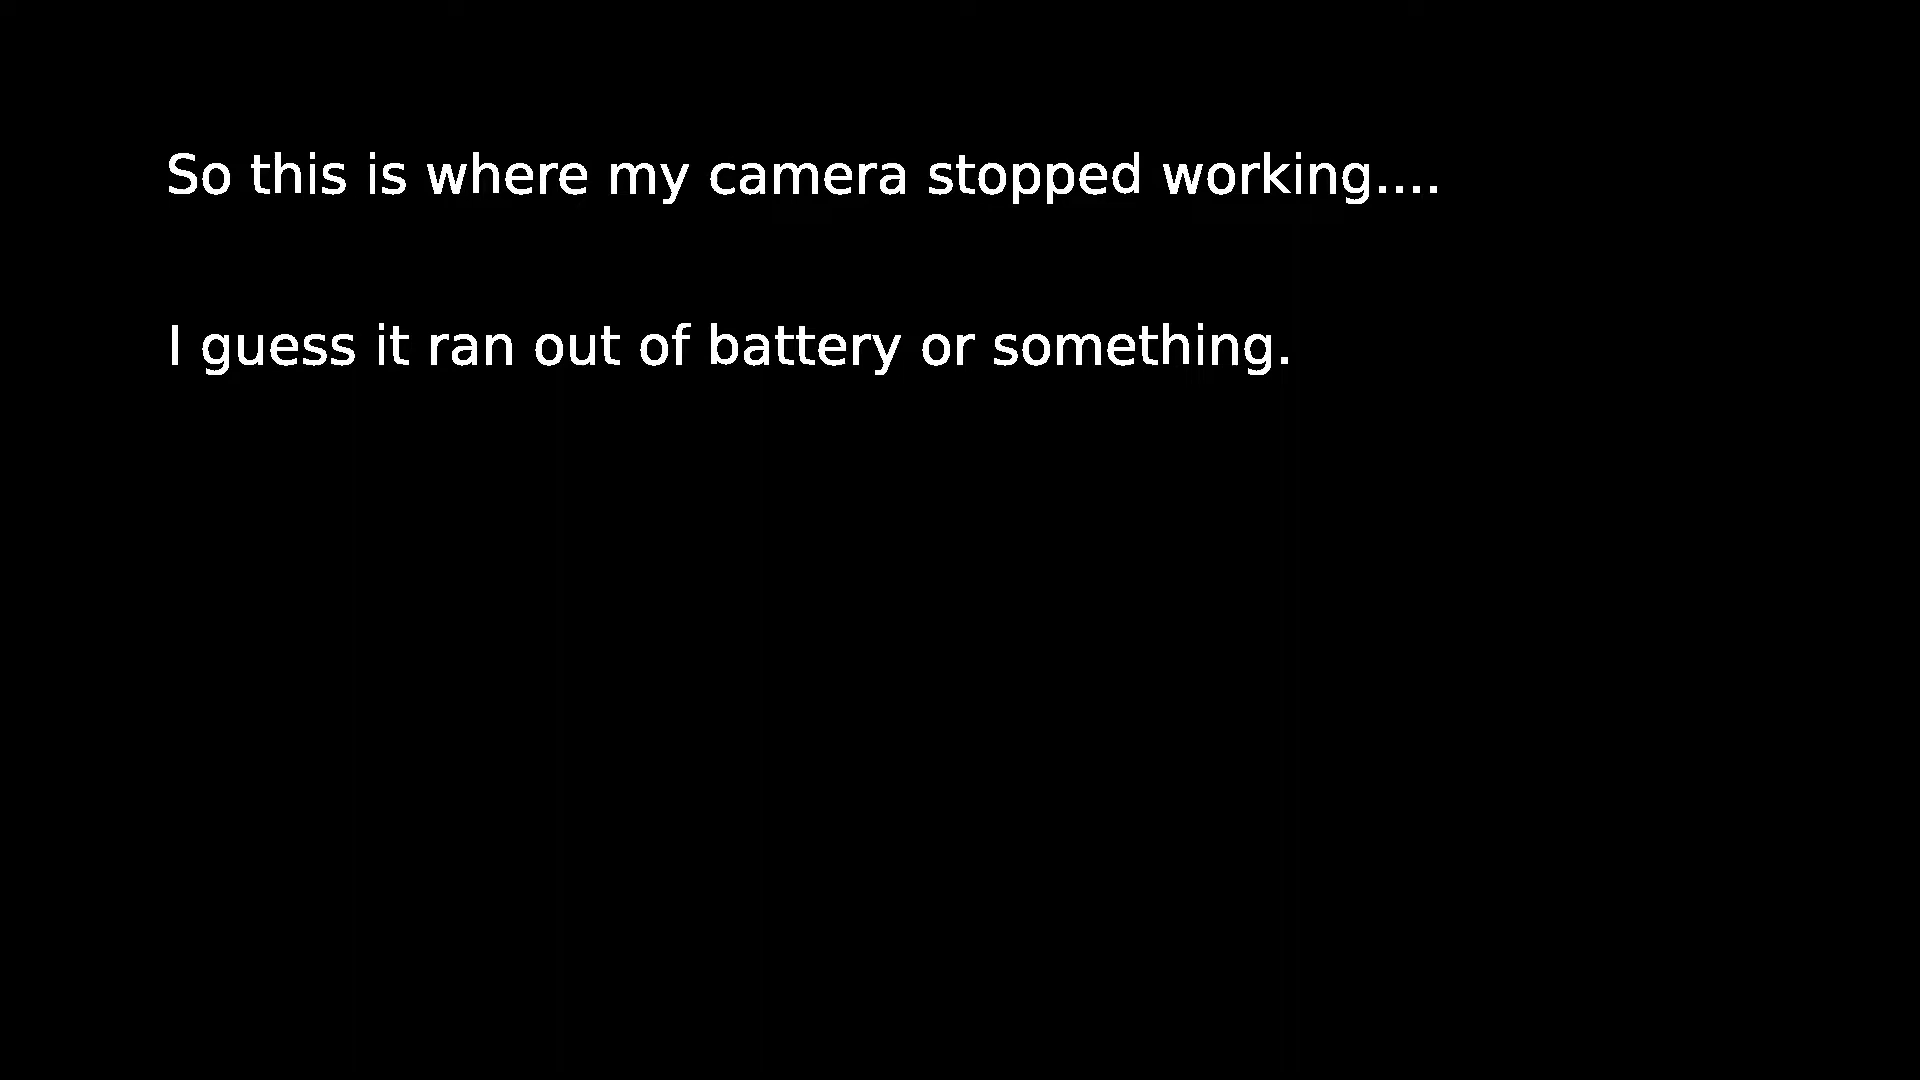 So this is where my camera stopped working....
I guess it ran out of battery or something.